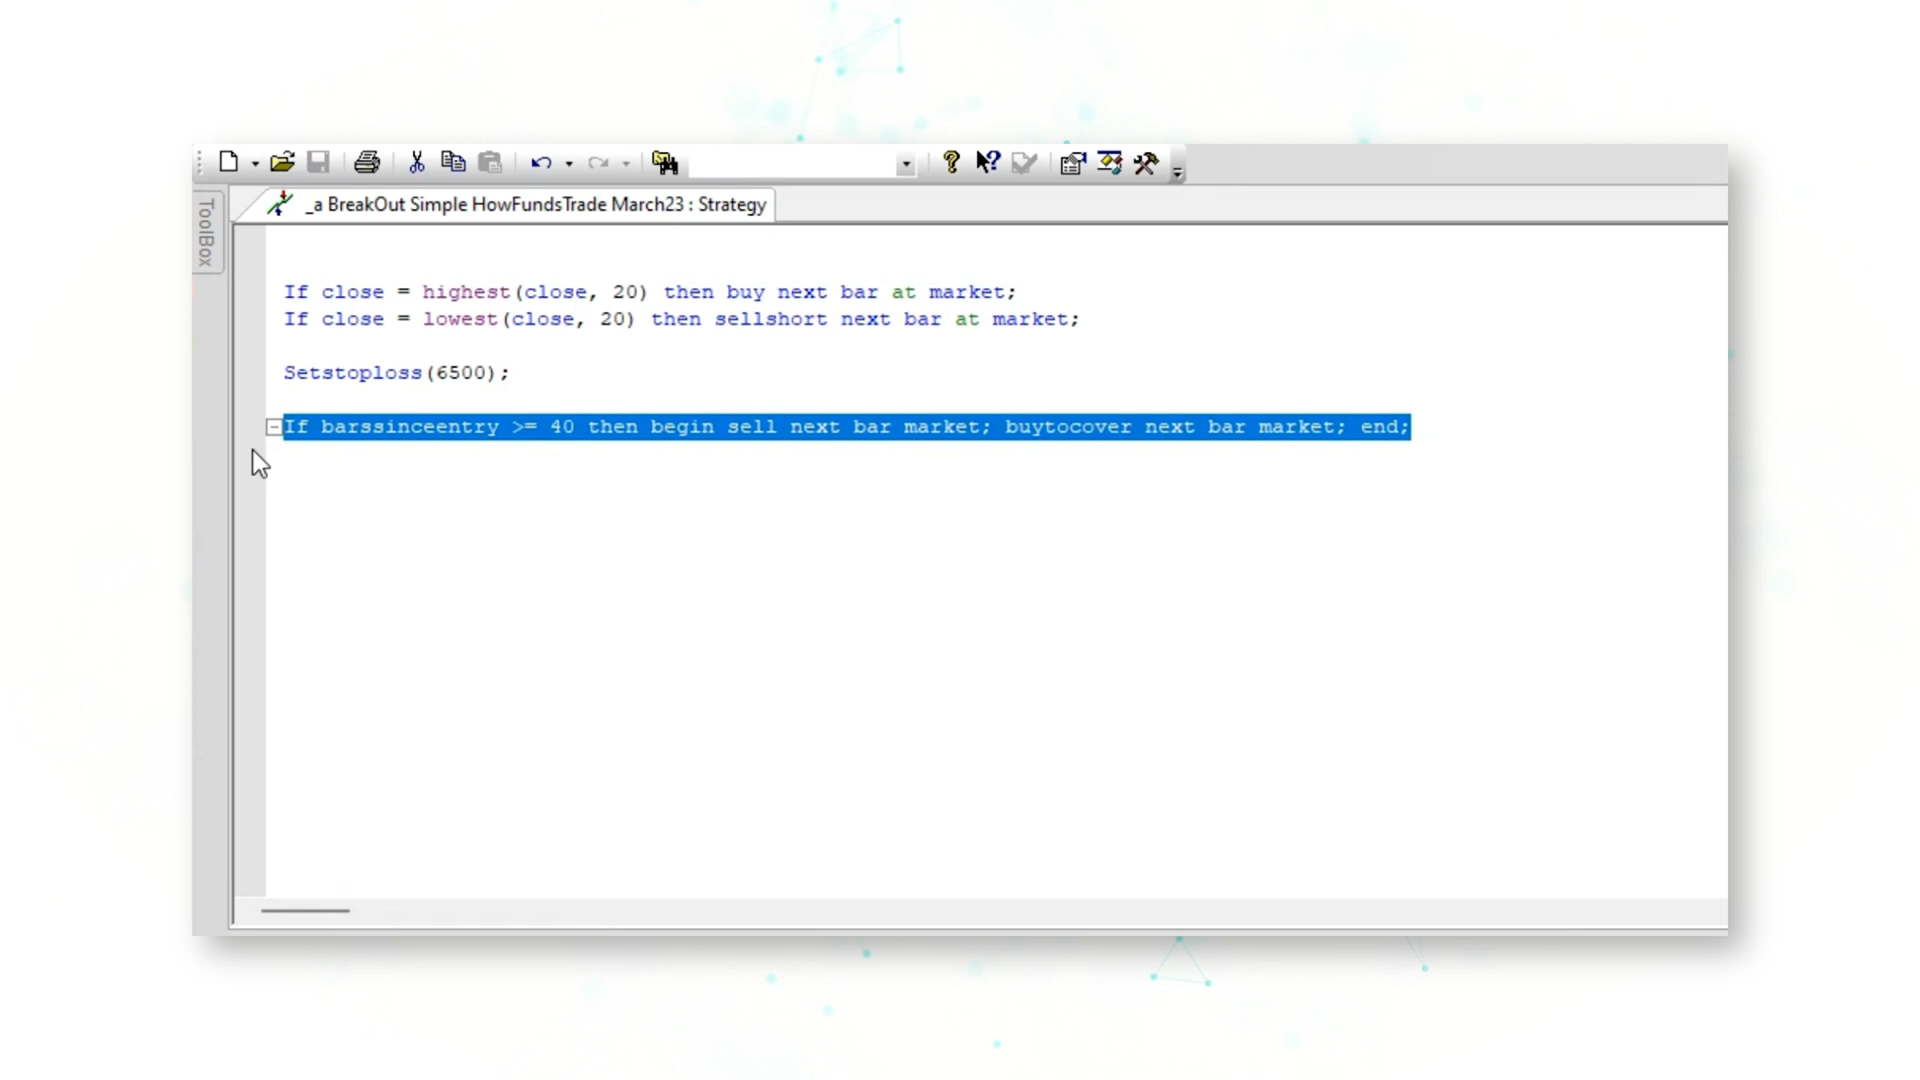 _a BreakOut Simple HowFundsTrade March23 : Strategy
ToolBox
If close = highest(close, 20) then buy next bar at market;
If close = lowest(close, 20) then sellshort next bar at market;
Setstoploss(6500);
If barssinceentry >= 40 then begin sell next bar market; buytocover next bar market; end;